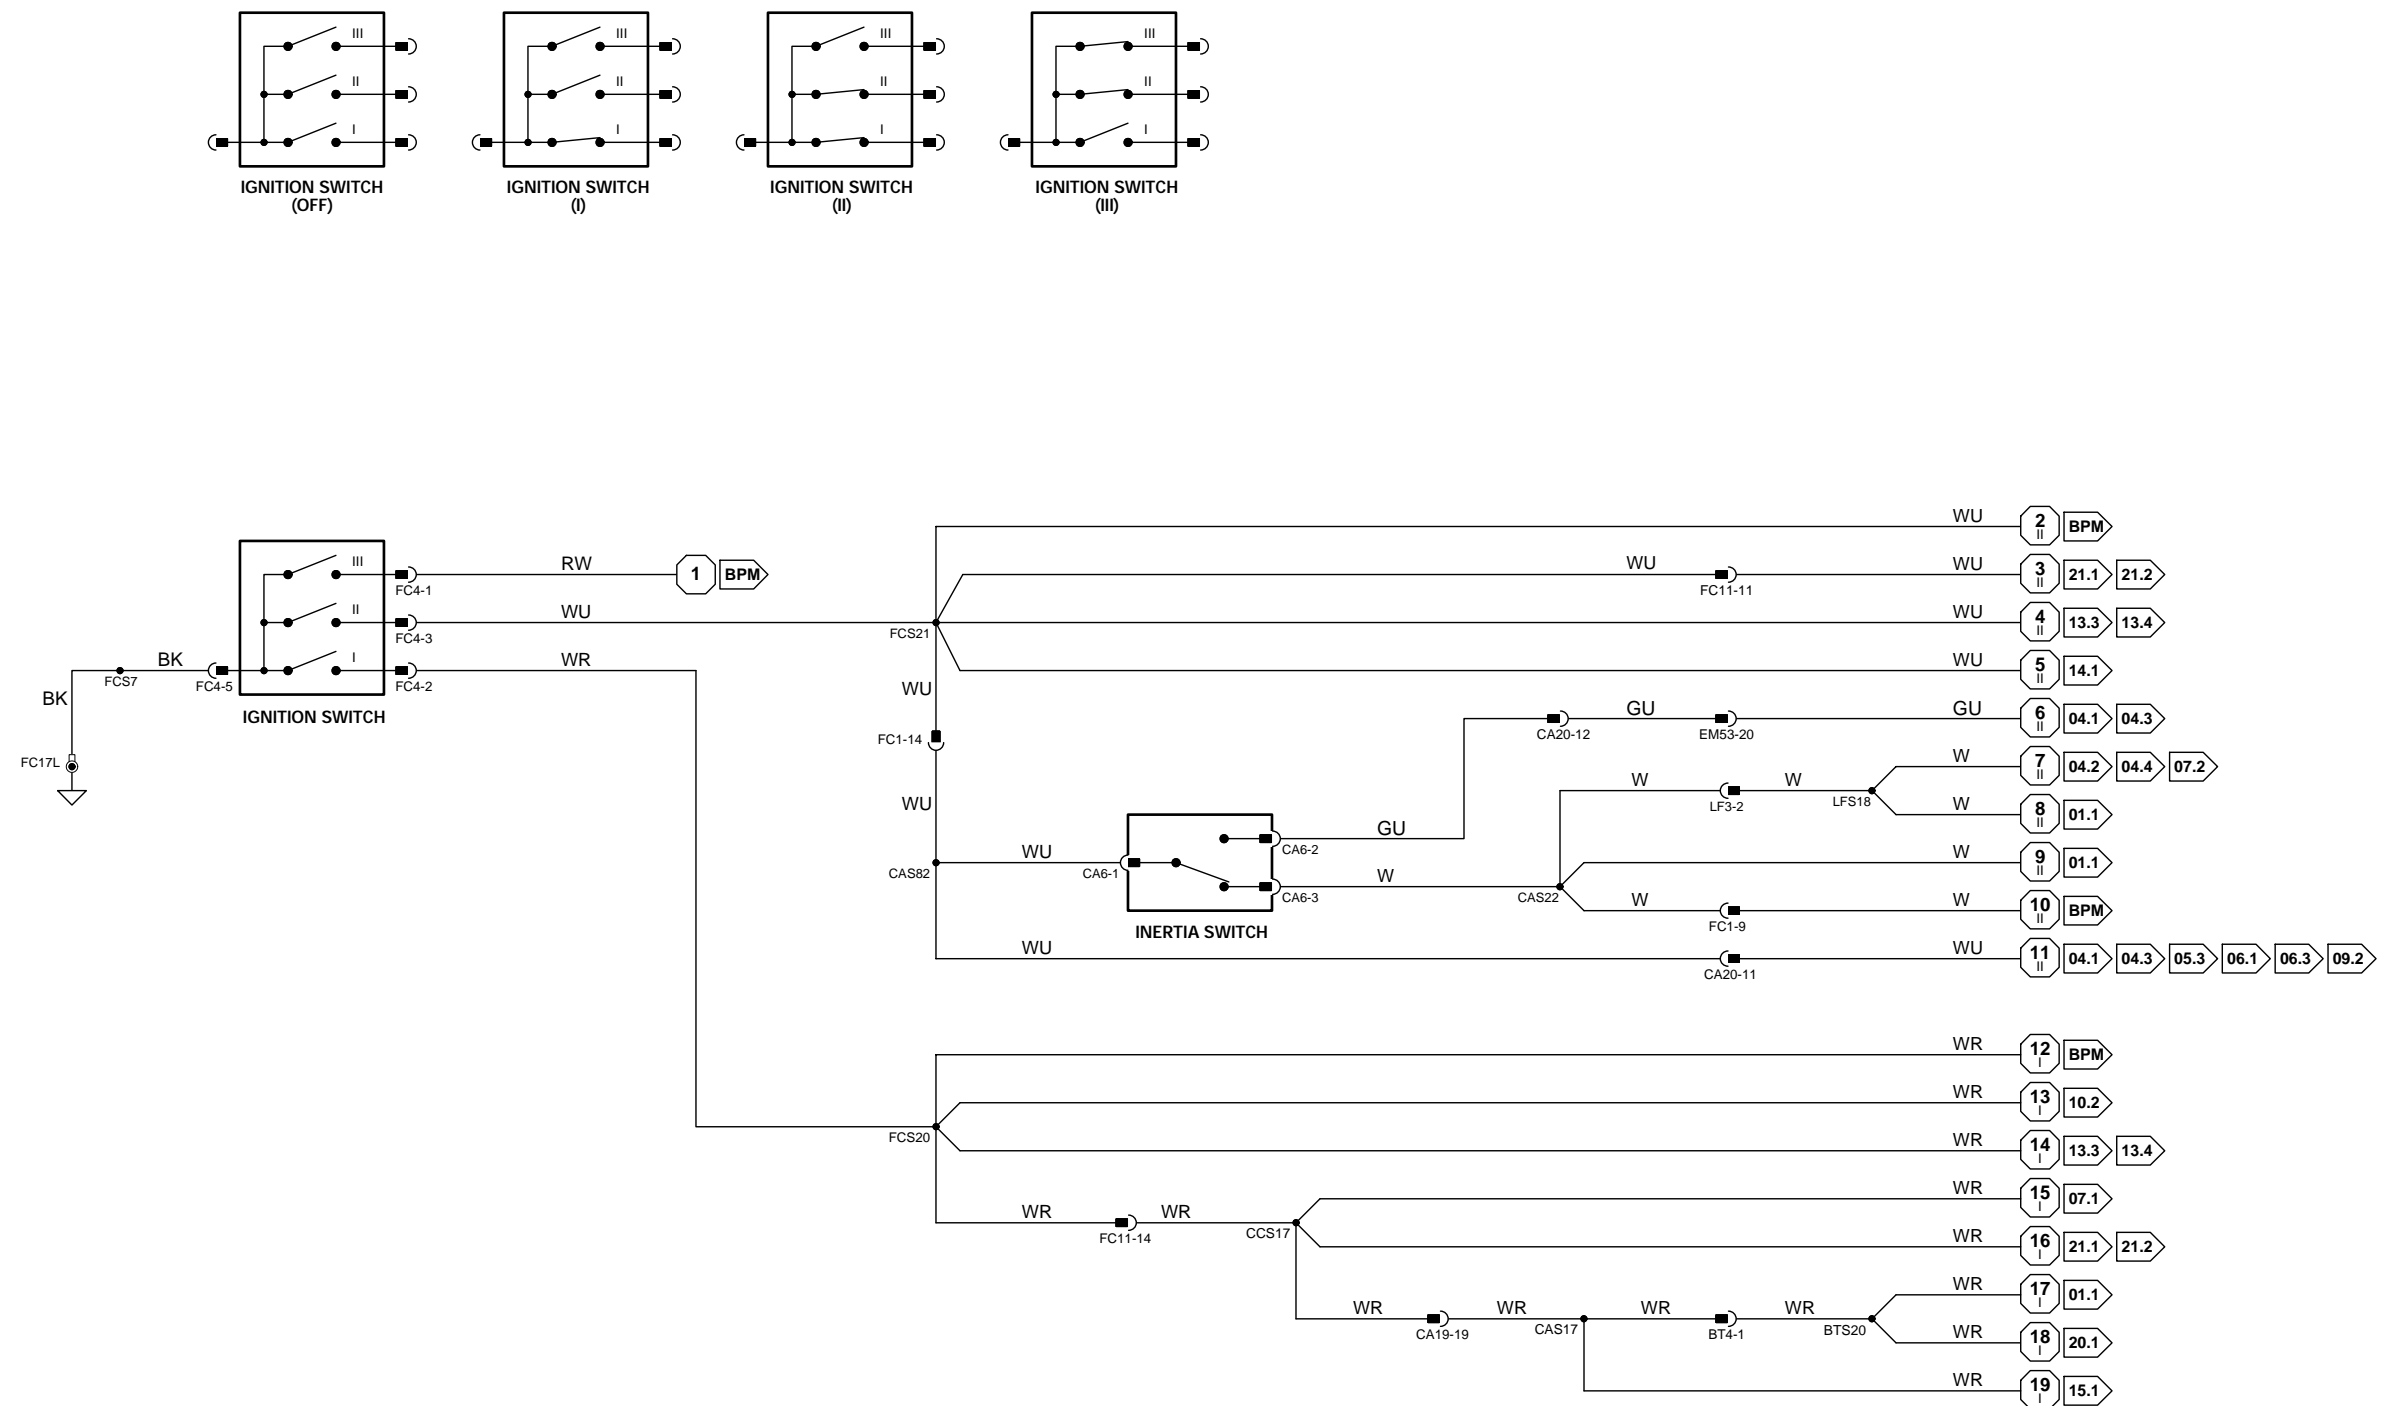 III III III III
II II II II
I I I I
IGNITION SWITCH IGNITION SWITCH IGNITION SWITCH IGNITION SWITCH
(OFF) (I) (II) (III)
WU 2 II BPM
III RW 1 BPM WU WU 3 II 21.1 21.2
FC4-1 FC11-11
II WU WU 4 II 13.3 13.4
FC4-3 FCS21
BK I WR WU 5 II 14.1
FCS7 FC4-5 FC4-2
BK WU
IGNITION SWITCH
GU GU 6 II 04.1 04.3
FC1-14 CA20-12 EM53-20
FC17L
W 7 II 04.2 04.4 07.2
W W
WU LF3-2 LFS18
W 8 II 01.1
GU
CA6-2
WU W 9 II 01.1
CAS82 CA6-1
W
CA6-3 CAS22
W W 10 II BPM
FC1-9
INERTIA SWITCH
WU WU 11 II 04.1 04.3 05.3 06.1 06.3 09.2
CA20-11
WR 12 I BPM
WR 13 I 10.2
FCS20
WR 14 I 13.3 13.4
WR 15 I 07.1
WR WR
FC11-14 CCS17
WR 16 I 21.1 21.2
WR 17 I 01.1
WR WR WR WR
CA19-19 CAS17 BT4-1 BTS20
WR 18 I 20.1
WR 19 I 15.1